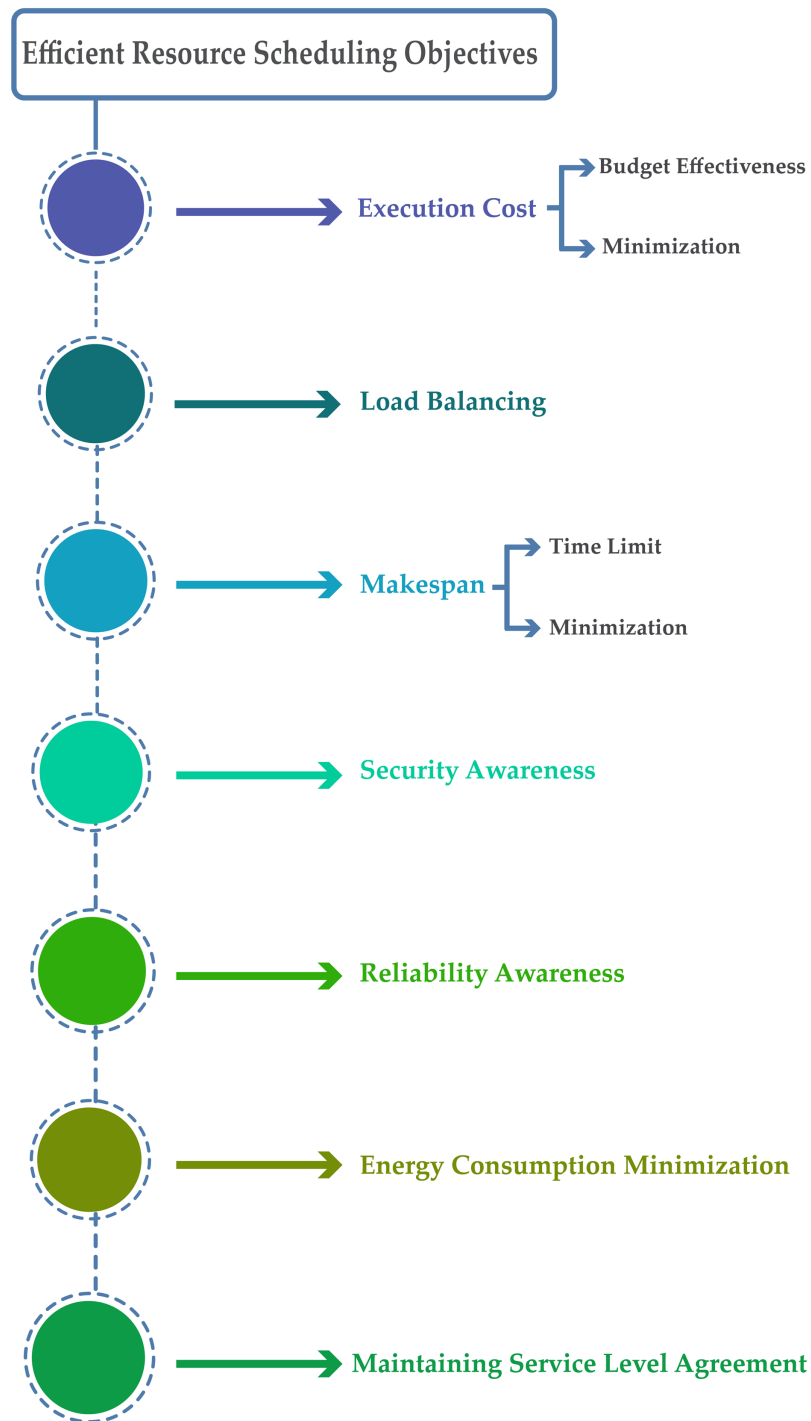 Efficient Resource Scheduling Objectives
Budget Effectiveness
Execution Cost
Minimization
Load Balancing
Time Limit
Makespan
Minimization
Security Awareness
Reliability Awareness
Energy Consumption Minimization
Maintaining Service Level Agreement